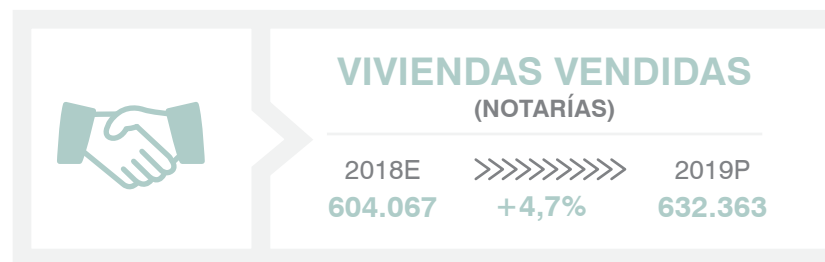 VIVIENDAS VENDIDAS
(NOTARÍAS)
2018E 2019P
604.067 +4,7% 632.363